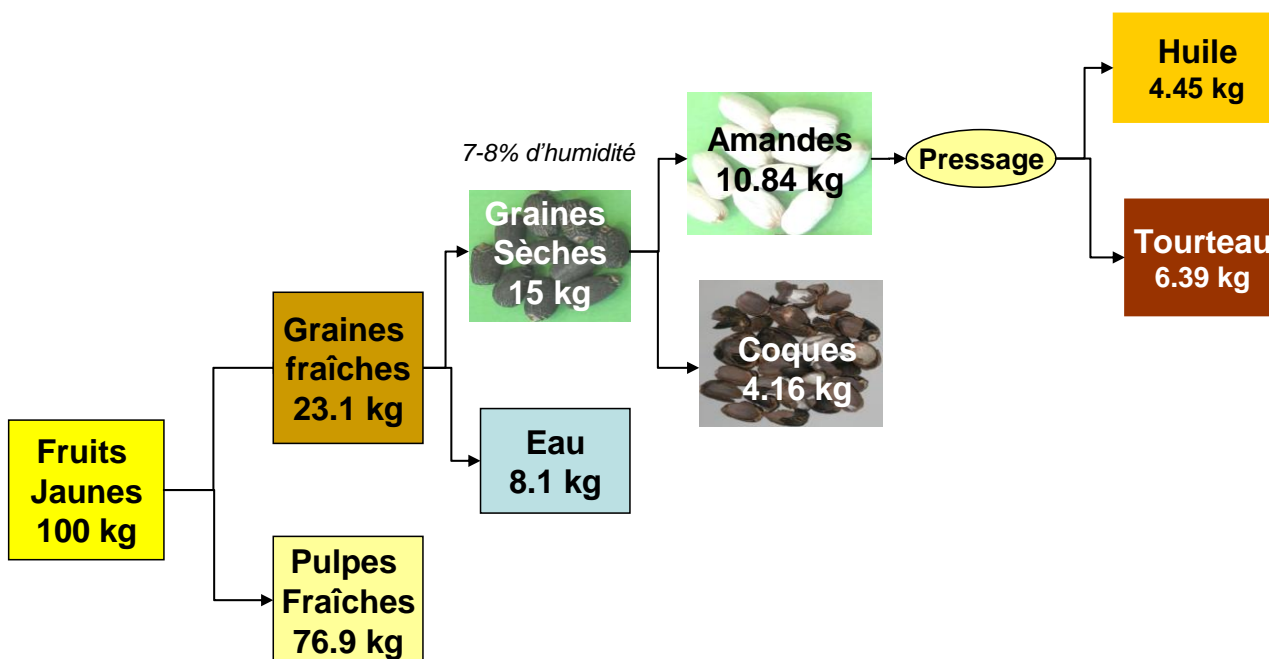 Huile
4.45 kg
7-8% d’humidité
Amandes
10.84 kg
Pressage
Graines
Sèches
15 kg
Tourteau
6.39 kg
Graines
fraîches
23.1 kg
Coques
4.16 kg
Fruits
Jaunes
100 kg
Eau
8.1 kg
Pulpes
Fraîches
76.9 kg